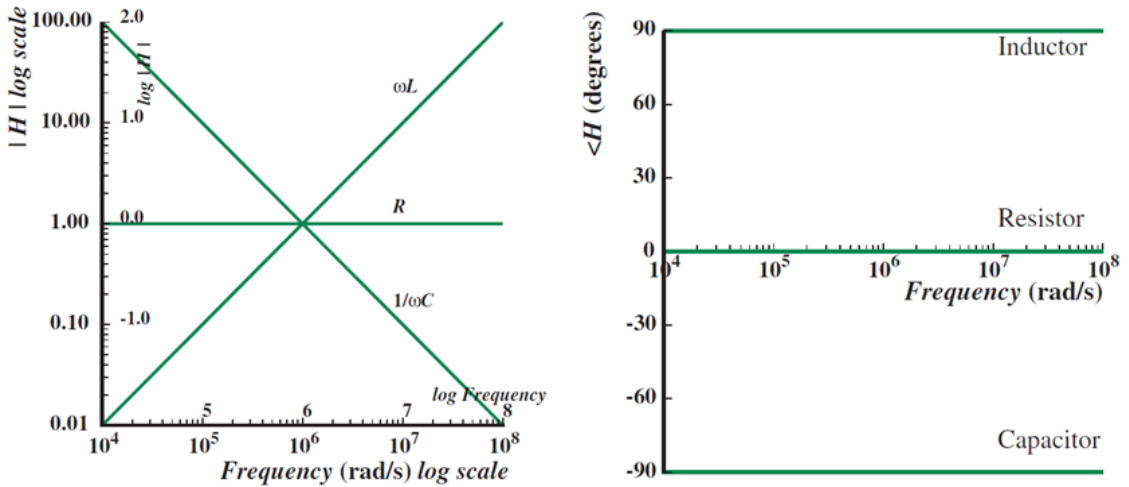 | H | log scale
log | H |
100.00
10.00
1.00
0.10
0.01
2.0
1.0
0.0
-1.0
ωL
R
1/ωC
log Frequency
5 6 7 8
10^4 10^5 10^6 10^7 10^8
Frequency (rad/s) log scale
<H (degrees)
90
60
30
0
-30
-60
-90
Inductor
Resistor
10^4 10^5 10^6 10^7 10^8
Frequency (rad/s)
Capacitor